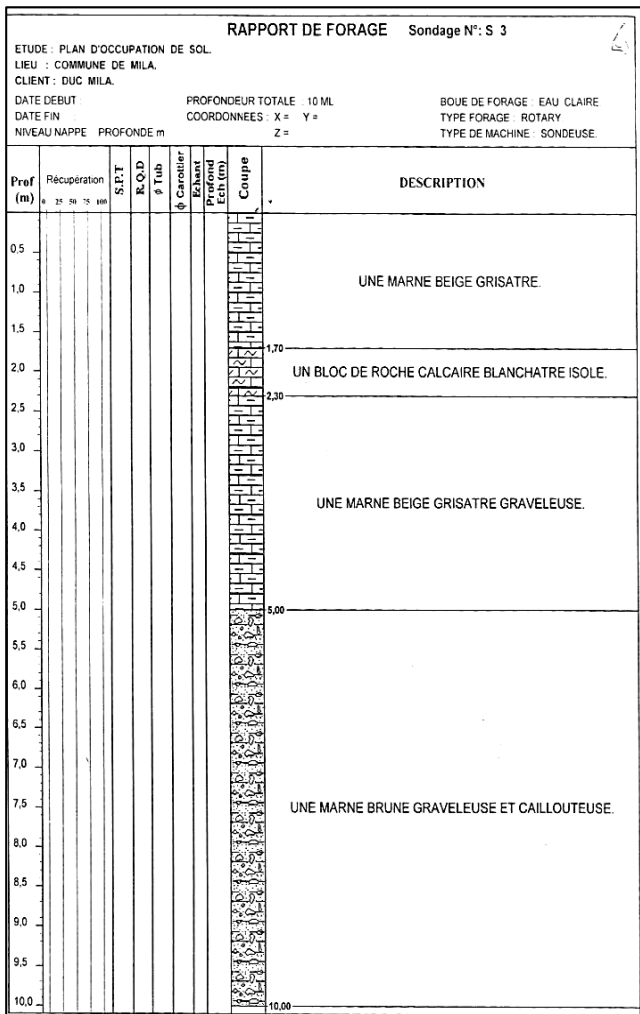 RAPPORT DE FORAGE Sondage N°: S 3
ETUDE : PLAN D'OCCUPATION DE SOL.
LIEU : COMMUNE DE MILA.
CLIENT : DUC MILA.
DATE DEBUT : PROFONDEUR TOTALE : 10 ML BOUE DE FORAGE : EAU CLAIRE
DATE FIN : COORDONNEES : X = Y = TYPE FORAGE : ROTARY
NIVEAU NAPPE PROFONDE m Z = TYPE DE MACHINE : SONDEUSE.
Prof (m) Récupération S.P.T R.Q.D ϕ Tub ϕ Carottier Echant Profond Ech (m) Coupe DESCRIPTION
0 25 50 75 100
0,5
UNE MARNE BEIGE GRISATRE.
1,0
1,5
1,70
2,0 UN BLOC DE ROCHE CALCAIRE BLANCHATRE ISOLE.
2,30
2,5
3,0
3,5
UNE MARNE BEIGE GRISATRE GRAVELEUSE.
4,0
4,5
5,0 5,00
5,5
6,0
6,5
7,0
7,5 UNE MARNE BRUNE GRAVELEUSE ET CAILLOUTEUSE.
8,0
8,5
9,0
9,5
10,0 10,00